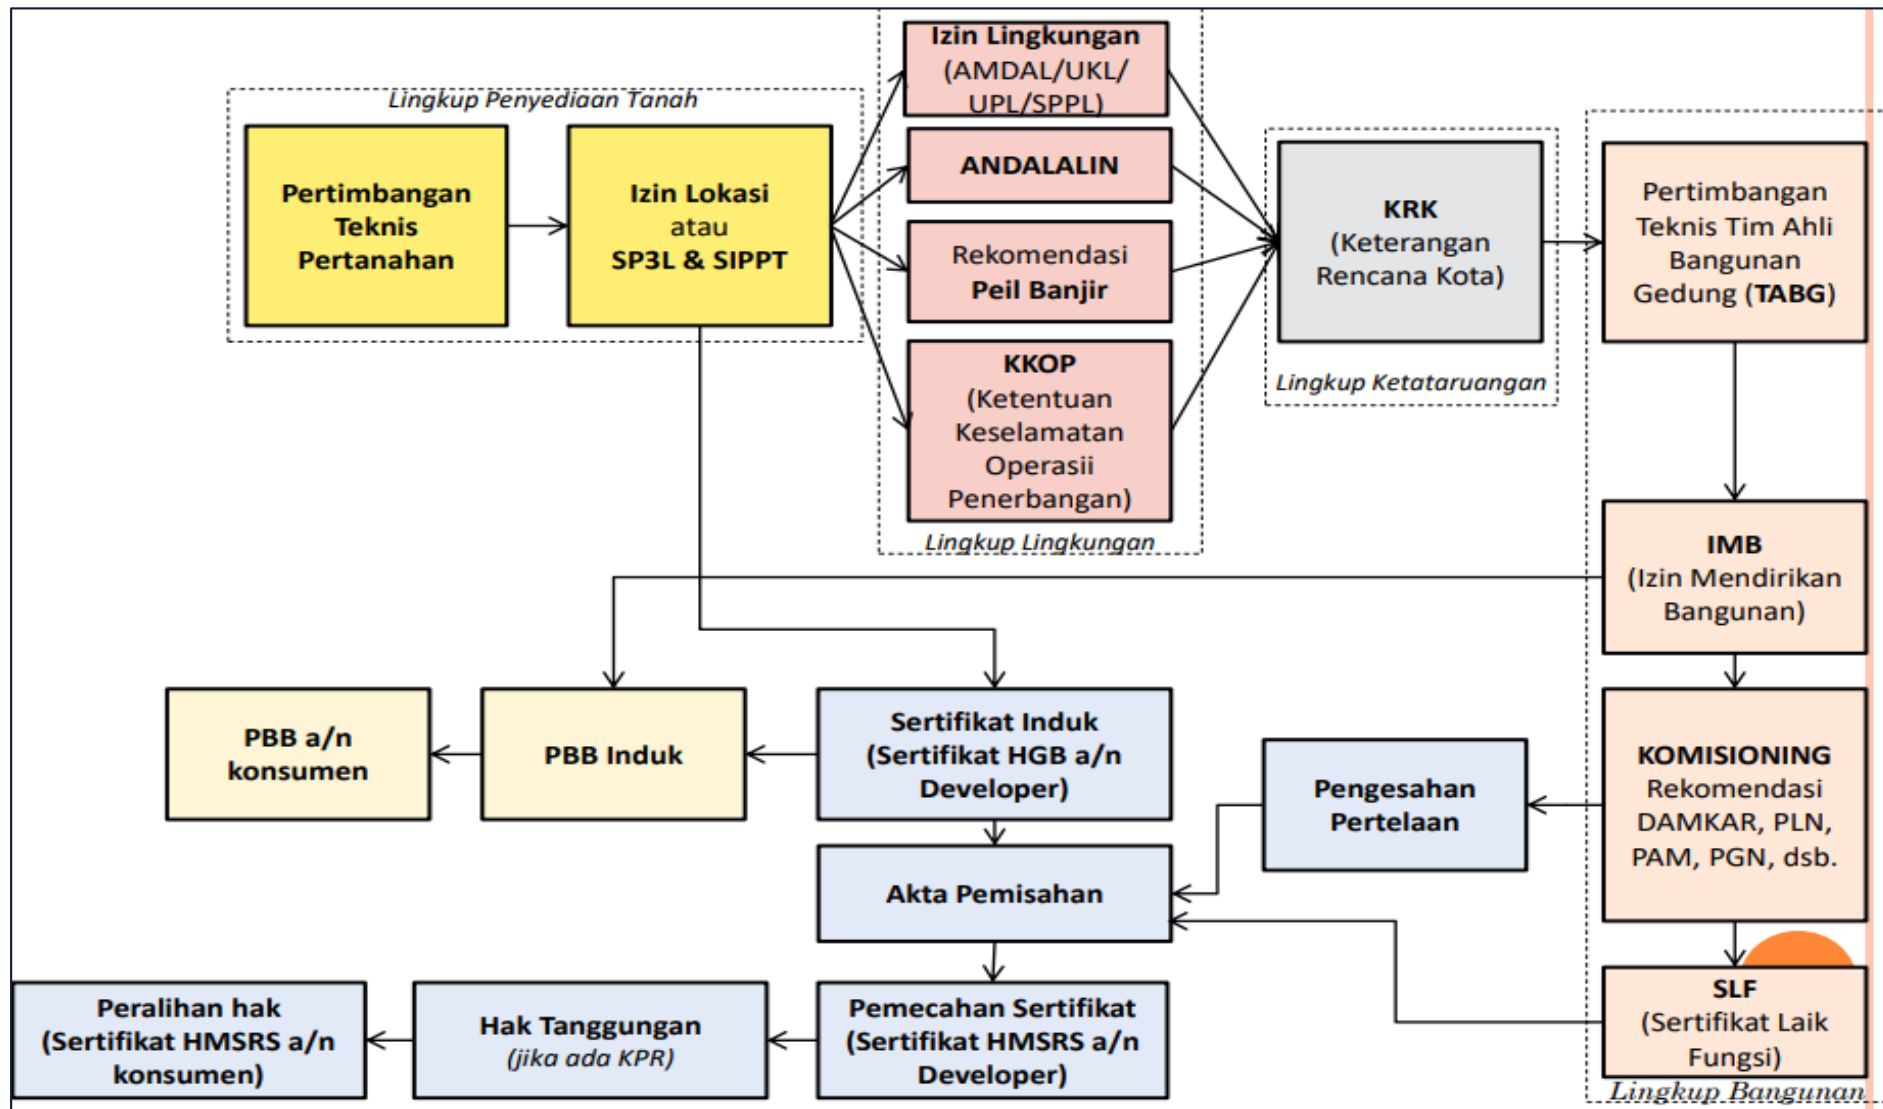 Lingkup Penyediaan Tanah
Pertimbangan
Teknis
Pertanahan
Izin Lokasi
atau
SP3L & SIPPT
Izin Lingkungan
(AMDAL/UKL/
UPL/SPPL)
ANDALALIN
Rekomendasi
Peil Banjir
KKOP
(Ketentuan
Keselamatan
Operasii
Penerbangan)
Lingkup Lingkungan
KRK
(Keterangan
Rencana Kota)
Lingkup Ketataruangan
Pertimbangan
Teknis Tim Ahli
Bangunan
Gedung (TABG)
IMB
(Izin Mendirikan
Bangunan)
KOMISIONING
Rekomendasi
DAMKAR, PLN,
PAM, PGN, dsb.
SLF
(Sertifikat Laik
Fungsi)
Lingkup Bangunan
PBB a/n
konsumen
PBB Induk
Sertifikat Induk
(Sertifikat HGB a/n
Developer)
Pengesahan
Pertelaan
Akta Pemisahan
Peralihan hak
(Sertifikat HMSRS a/n
konsumen)
Hak Tanggungan
(jika ada KPR)
Pemecahan Sertifikat
(Sertifikat HMSRS a/n
Developer)